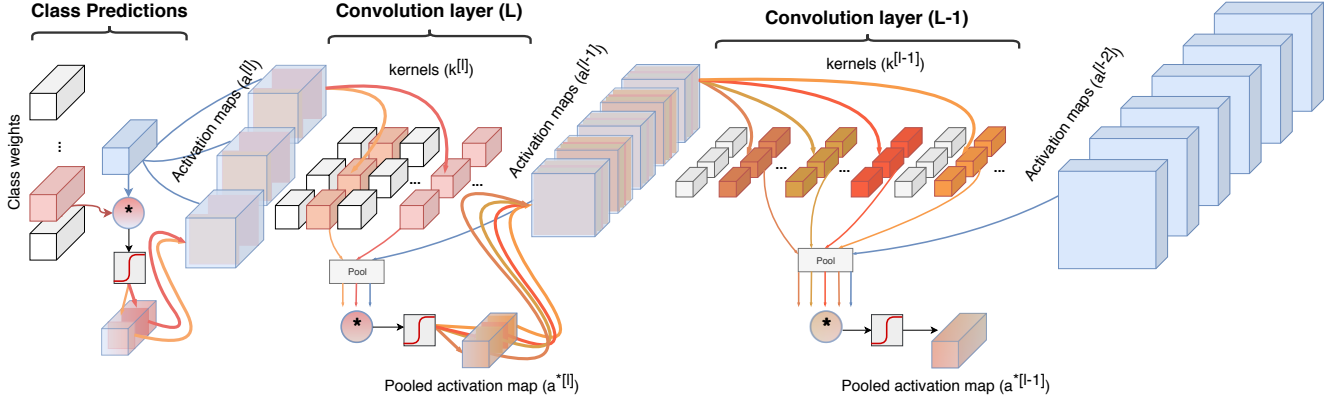 Class Predictions
Convolution layer (L)
Convolution layer (L-1)
kernels (k[l])
kernels (k[l-1])
Class weights
...
Activation maps (a[l])
Activation maps (a[l-1])
Activation maps (a[l-2])
...
...
...
...
...
*
Pool
Pool
*
*
Pooled activation map (a*[l])
Pooled activation map (a*[l-1])